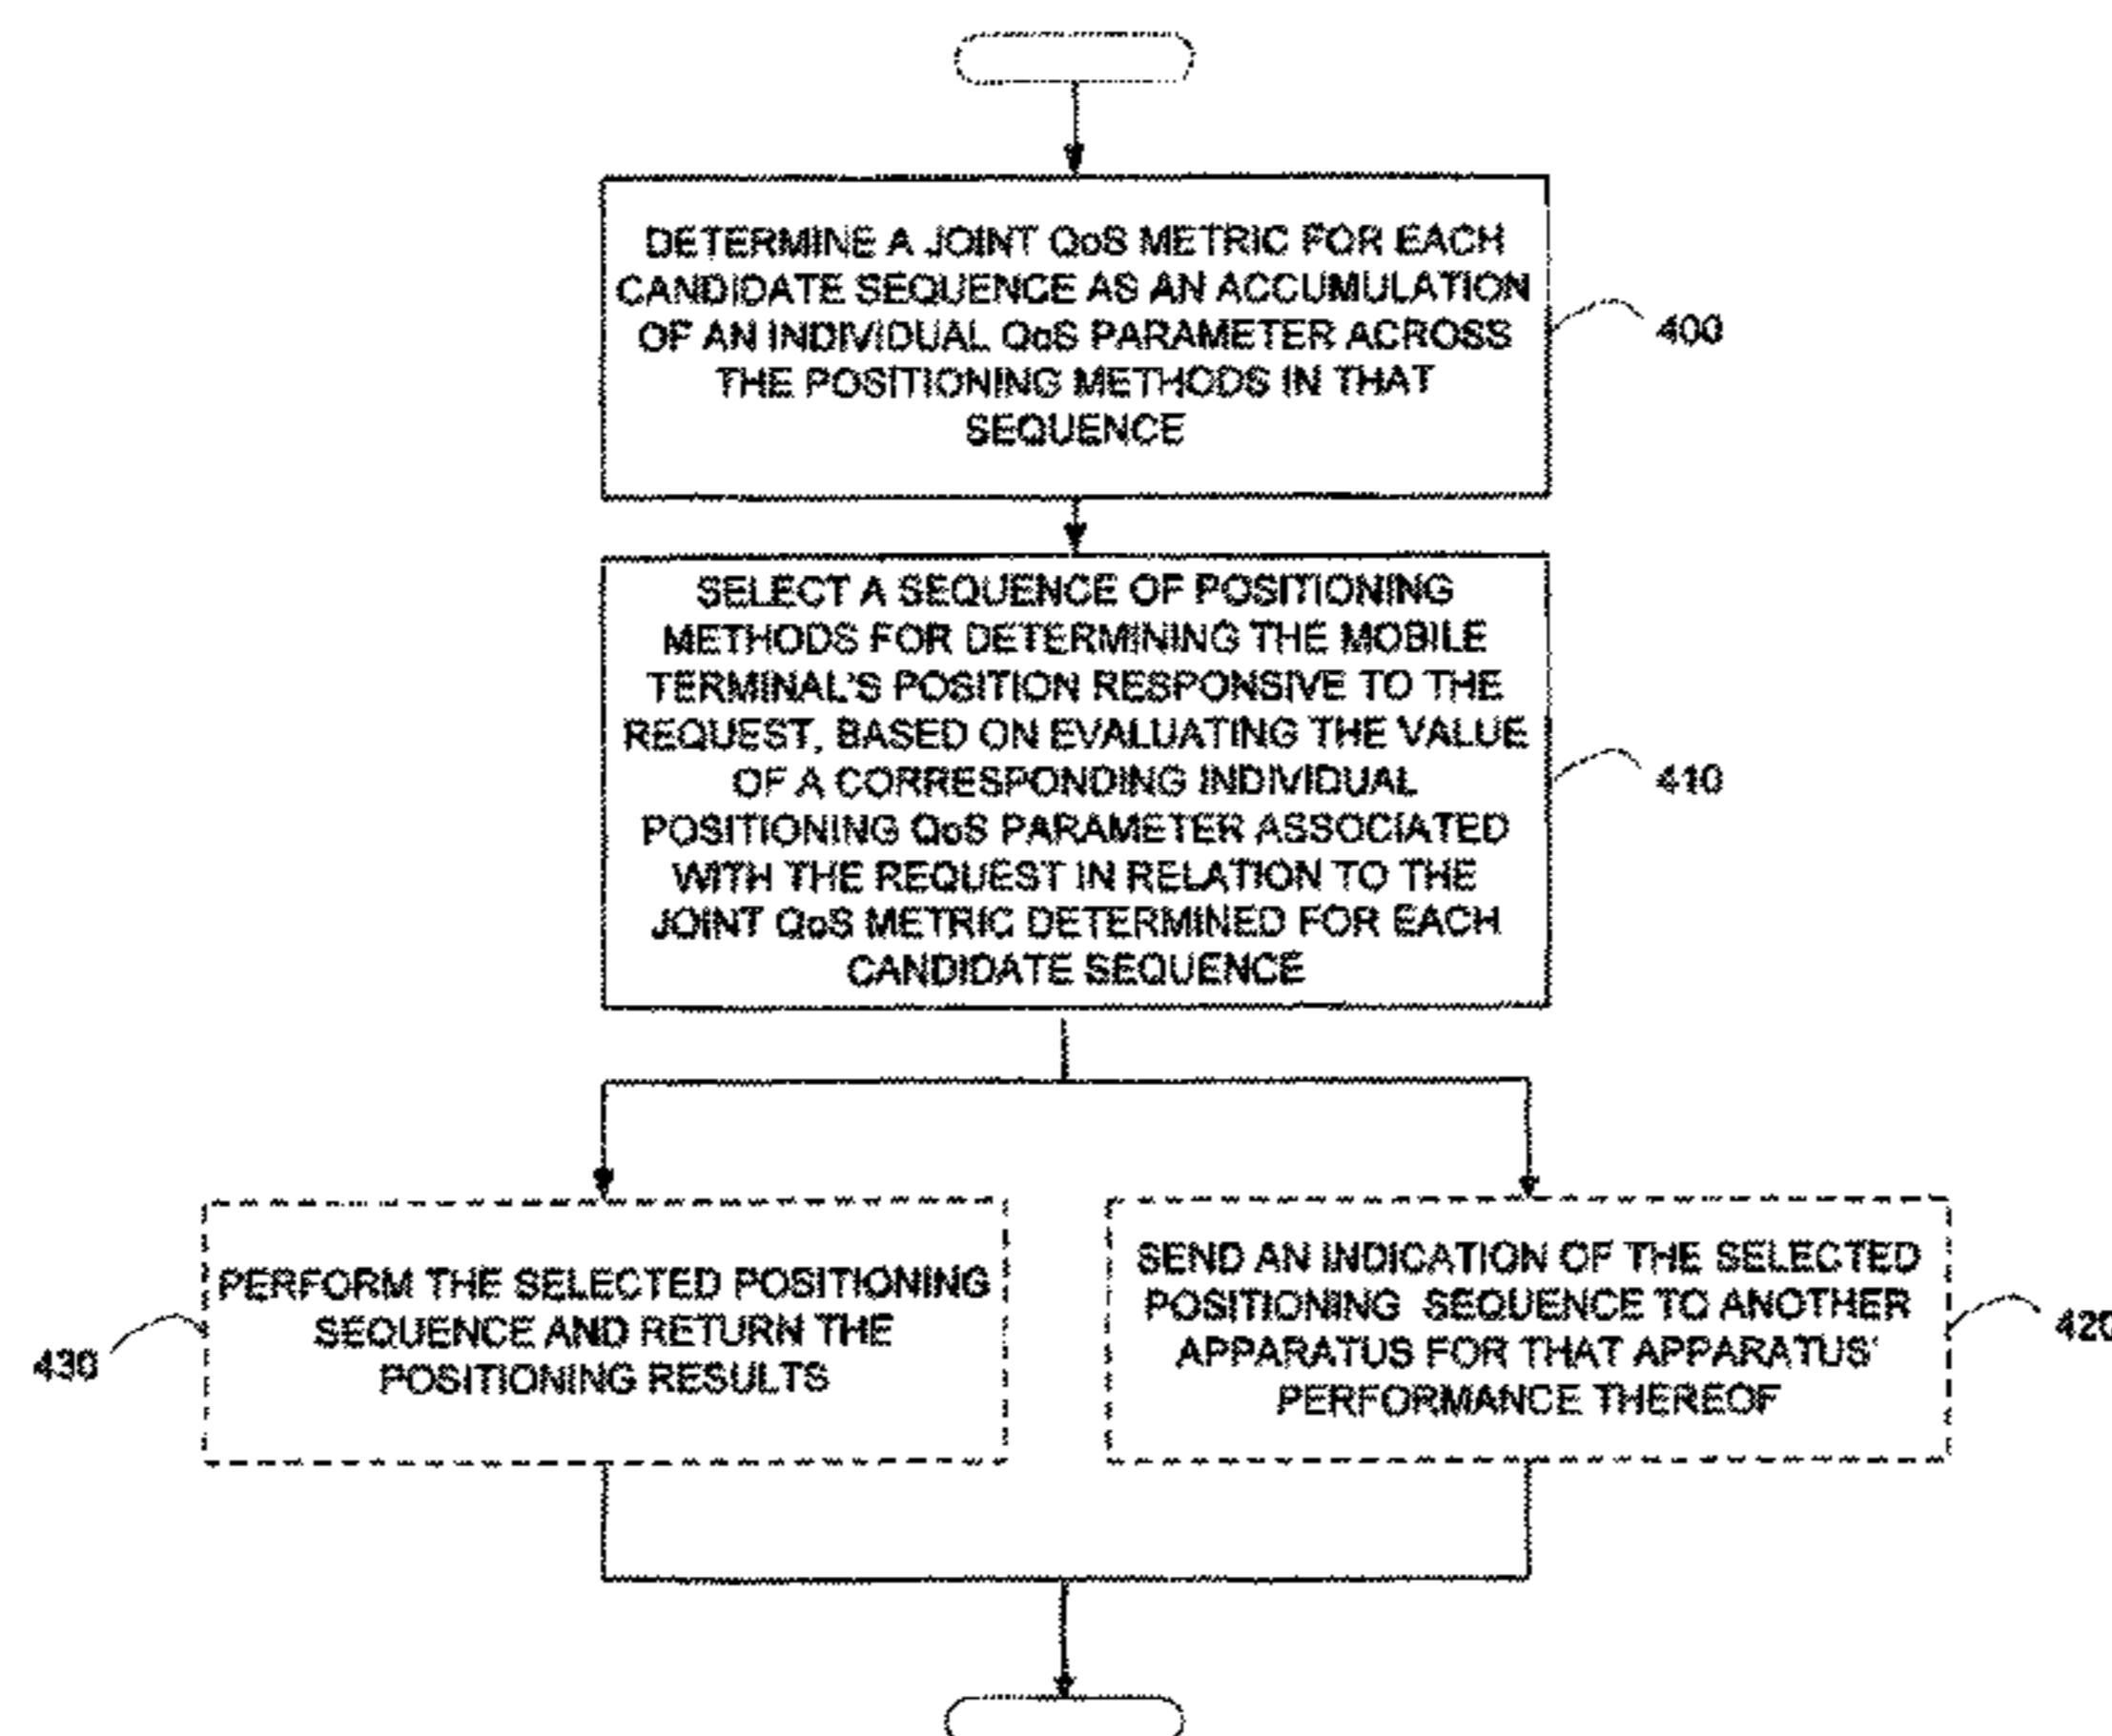 DETERMINE A JOINT QoS METRIC FOR EACH
CANDIDATE SEQUENCE AS AN ACCUMULATION
OF AN INDIVIDUAL QoS PARAMETER ACROSS
THE POSITIONING METHODS IN THAT
SEQUENCE
400
SELECT A SEQUENCE OF POSITIONING
METHODS FOR DETERMINING THE MOBILE
TERMINAL'S POSITION RESPONSIVE TO THE
REQUEST, BASED ON EVALUATING THE VALUE
OF A CORRESPONDING INDIVIDUAL
POSITIONING QoS PARAMETER ASSOCIATED
WITH THE REQUEST IN RELATION TO THE
JOINT QoS METRIC DETERMINED FOR EACH
CANDIDATE SEQUENCE
410
PERFORM THE SELECTED POSITIONING
SEQUENCE AND RETURN THE
POSITIONING RESULTS
430
SEND AN INDICATION OF THE SELECTED
POSITIONING SEQUENCE TO ANOTHER
APPARATUS FOR THAT APPARATUS'
PERFORMANCE THEREOF
420